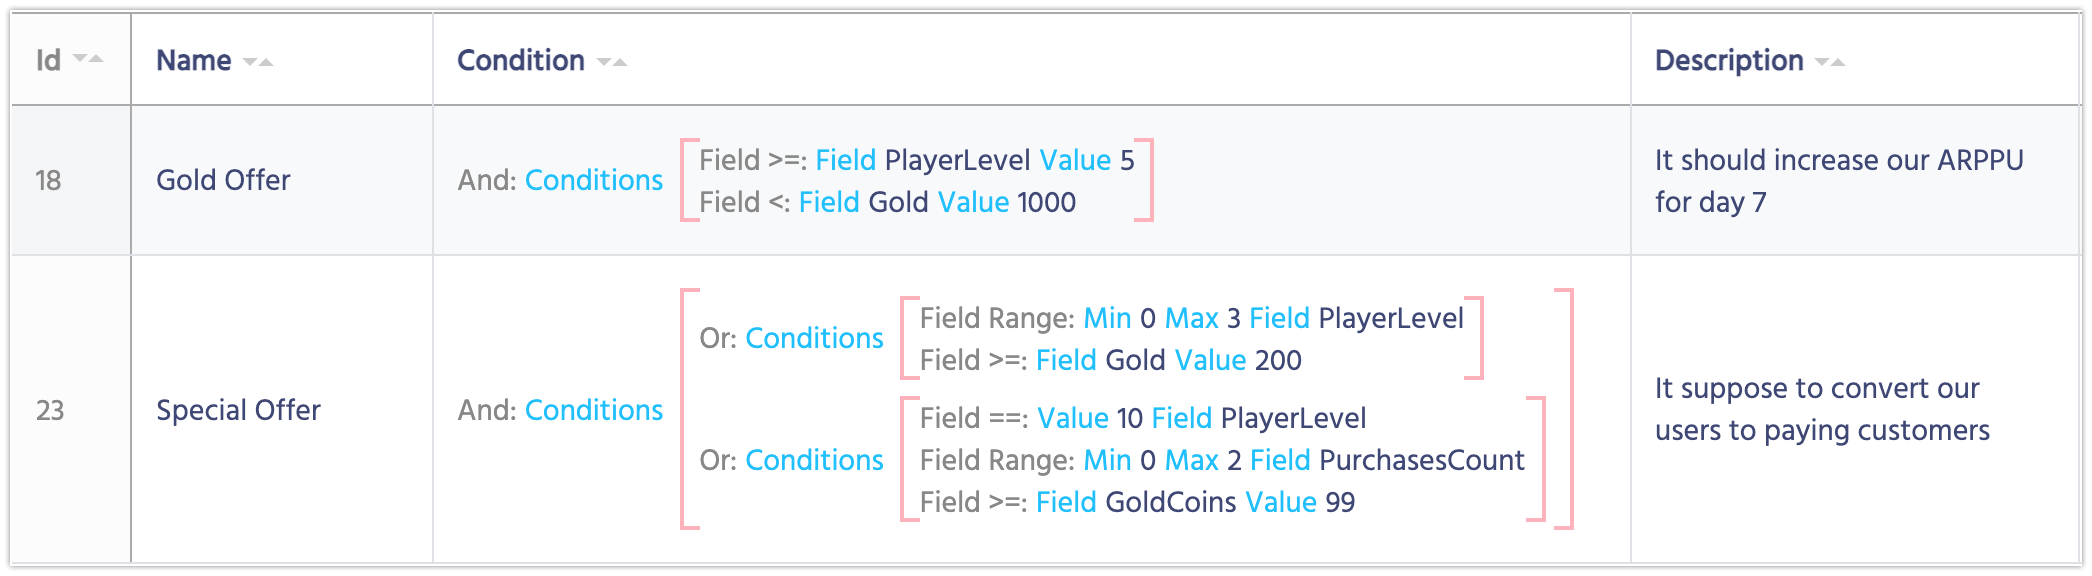 Id Name Condition Description
18 Gold Offer And: Conditions
Field >=: Field PlayerLevel Value 5
Field <: Field Gold Value 1000
It should increase our ARPPU
for day 7
23 Special Offer And: Conditions
Or: Conditions
Field Range: Min 0 Max 3 Field PlayerLevel
Field >=: Field Gold Value 200
Or: Conditions
Field ==: Value 10 Field PlayerLevel
Field Range: Min 0 Max 2 Field PurchasesCount
Field >=: Field GoldCoins Value 99
It suppose to convert our
users to paying customers